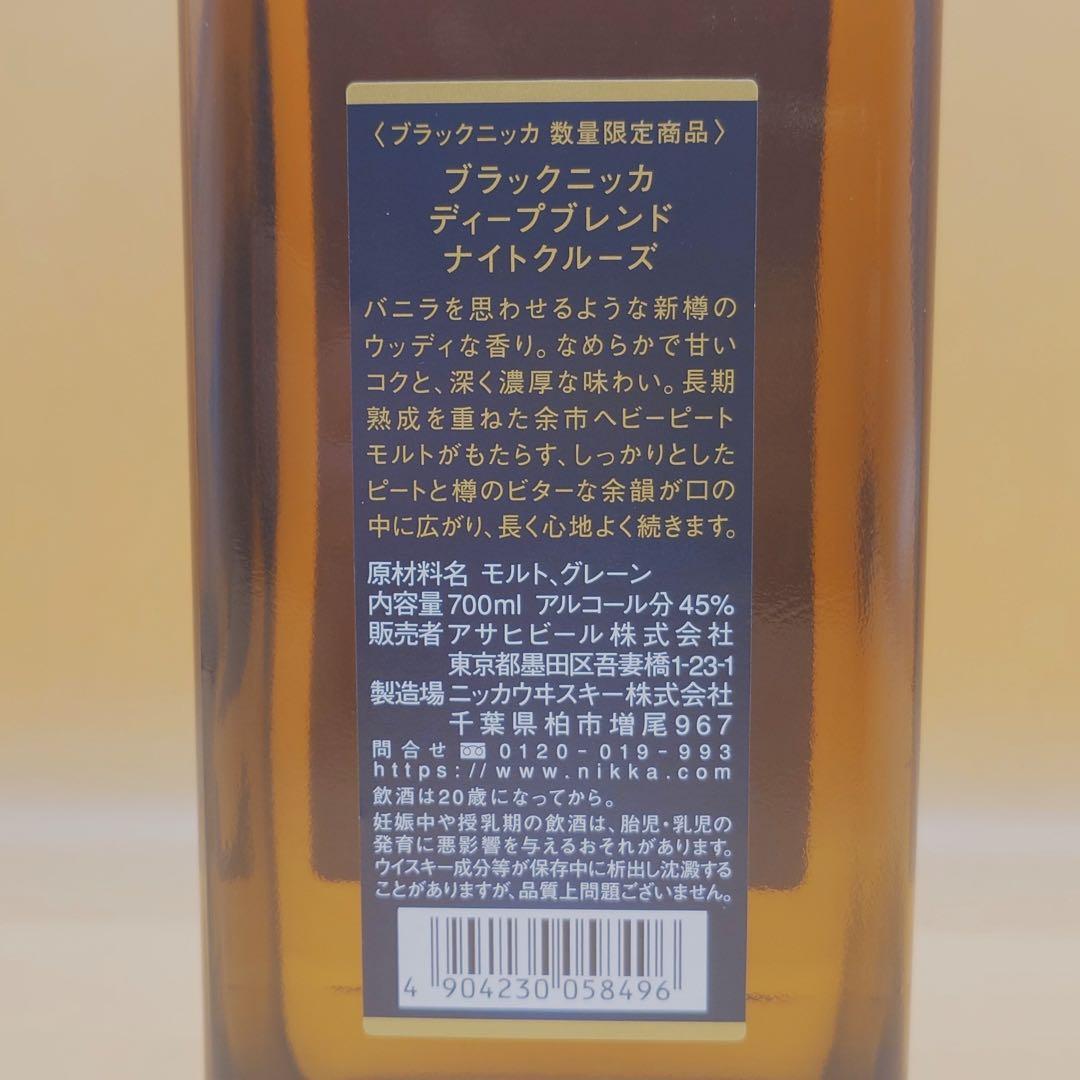 〈ブラックニッカ 数量限定商品〉
ブラックニッカ
ディープブレンド
ナイトクルーズ
バニラを思わせるような新樽の
ウッディな香り。なめらかで甘い
コクと、深く濃厚な味わい。長期
熟成を重ねた余市ヘビーピート
モルトがもたらす、しっかりとした
ピートと樽のビターな余韻が口の
中に広がり、長く心地よく続きます。
原材料名 モルト、グレーン
内容量 700ml アルコール分 45%
販売者 アサヒビール株式会社
東京都墨田区吾妻橋1-23-1
製造場 ニッカウヰスキー株式会社
千葉県柏市増尾967
問合せ 0120-019-993
https://www.nikka.com
飲酒は20歳になってから。
妊娠中や授乳期の飲酒は、胎児・乳児の
発育に悪影響を与えるおそれがあります。
ウイスキー成分等が保存中に析出し沈澱する
ことがありますが、品質上問題ございません。
4 904230 058496